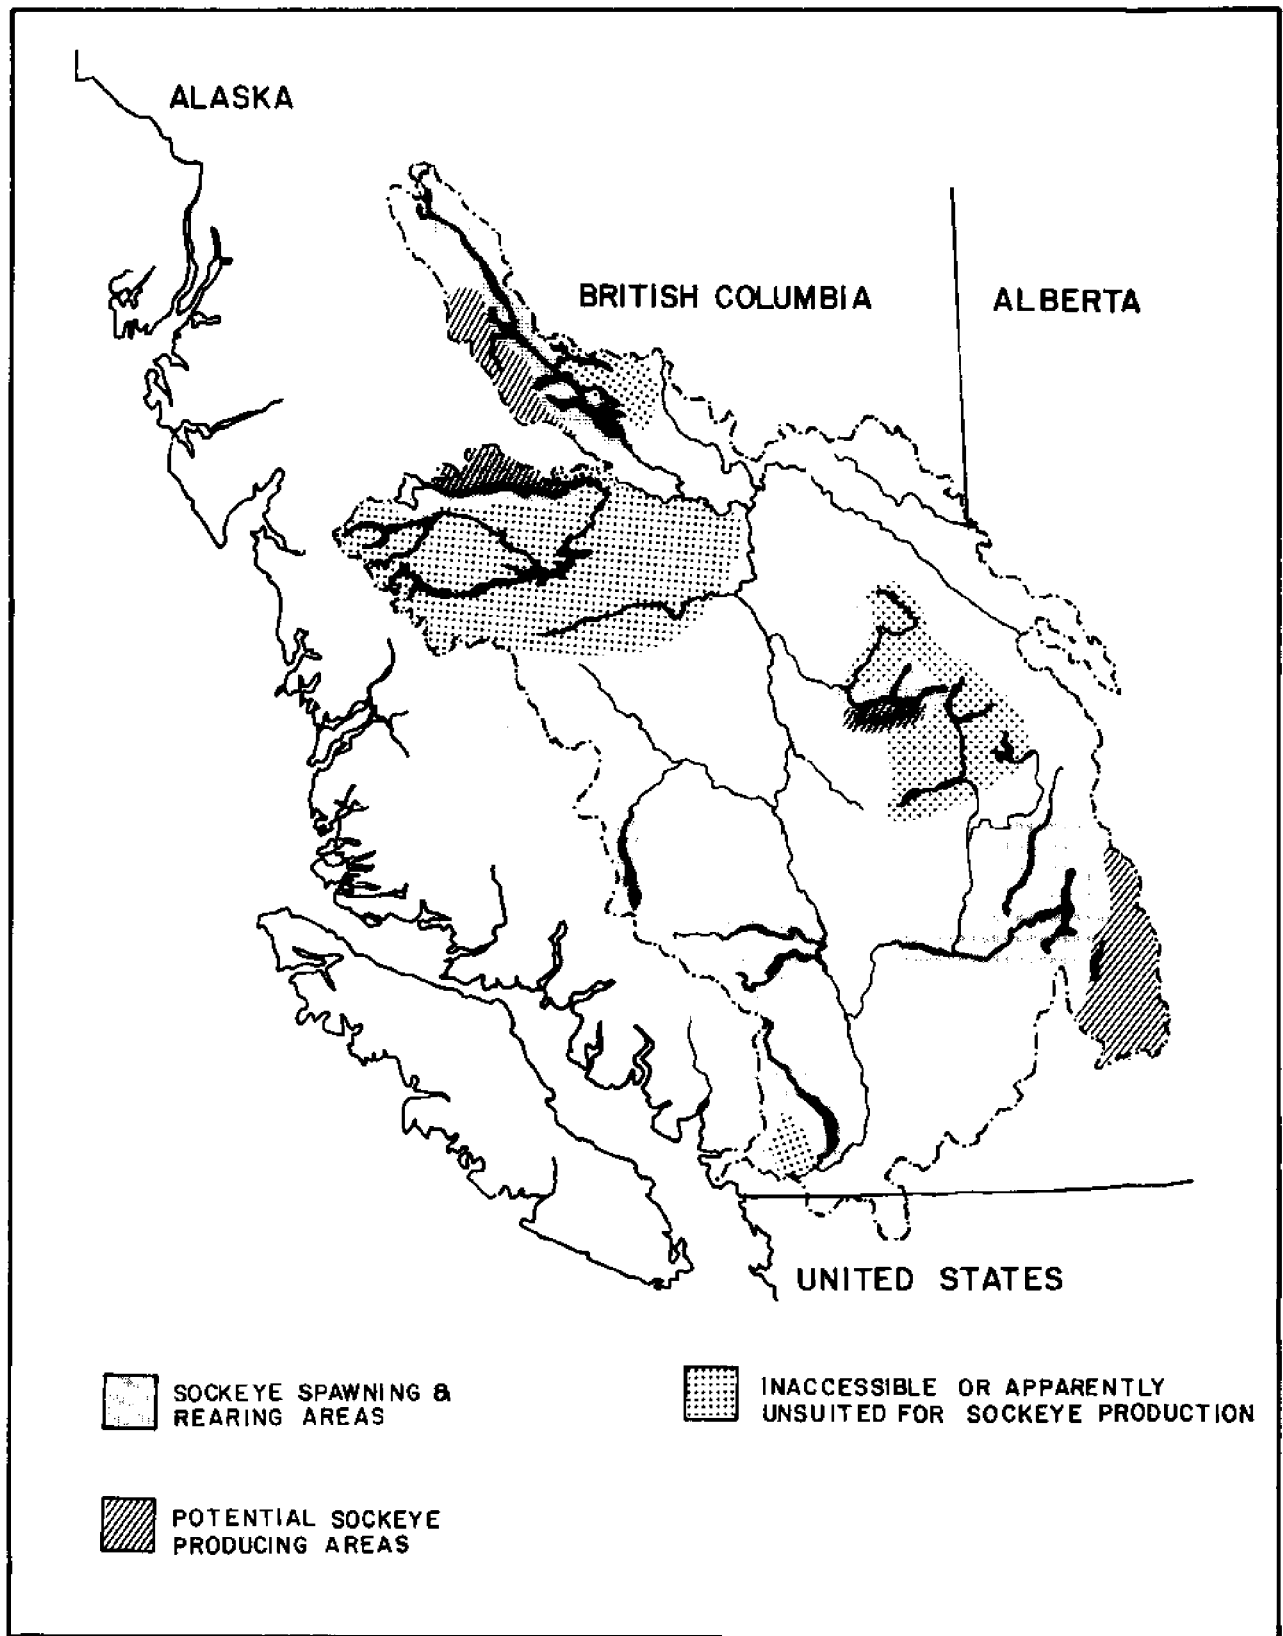 ALASKA
BRITISH COLUMBIA
ALBERTA
UNITED STATES
SOCKEYE SPAWNING &
REARING AREAS
INACCESSIBLE OR APPARENTLY
UNSUITED FOR SOCKEYE PRODUCTION
POTENTIAL SOCKEYE
PRODUCING AREAS